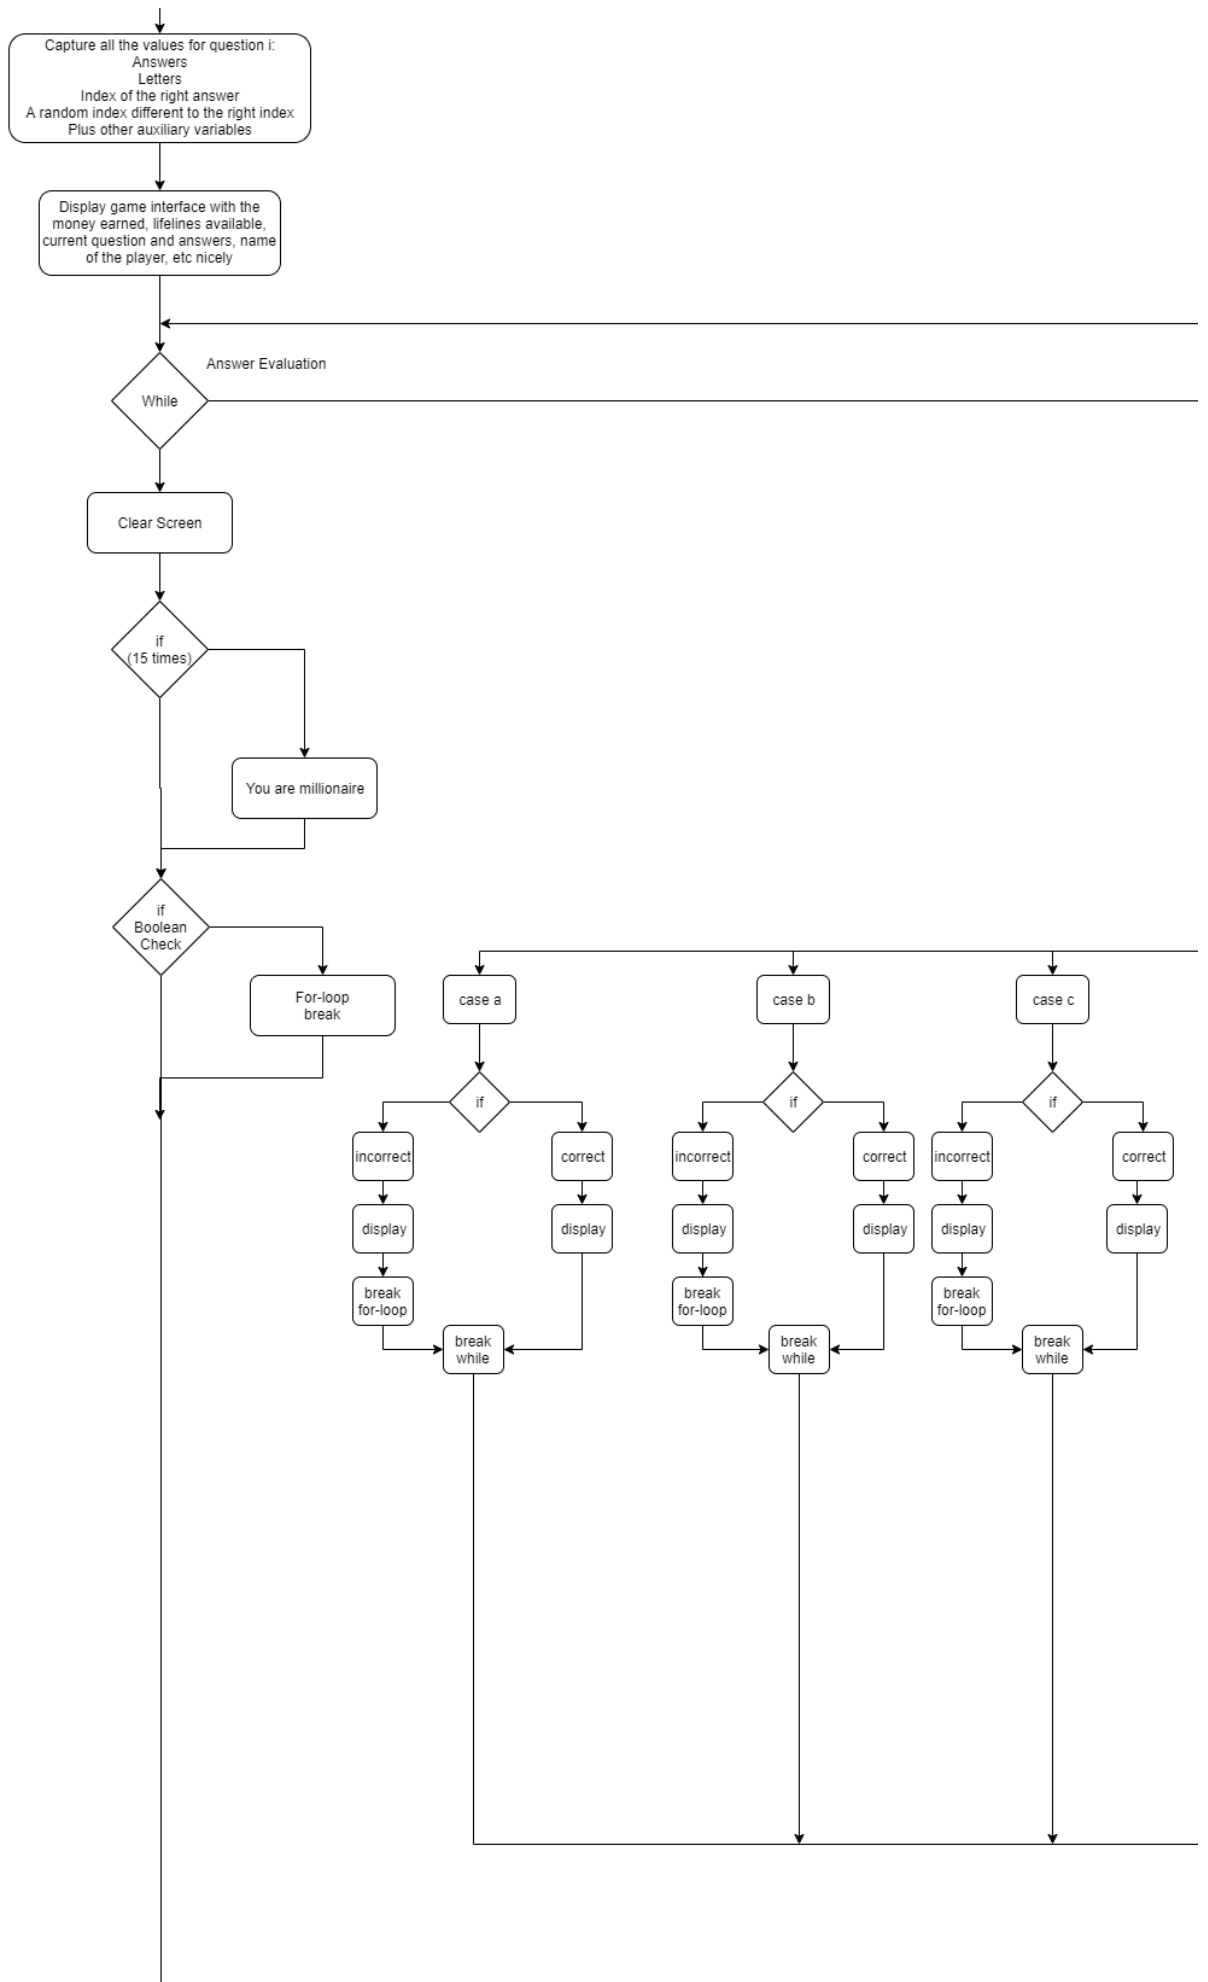 Capture all the values for question i:
Answers
Letters
Index of the right answer
A random index different to the right index
Plus other auxiliary variables
Display game interface with the
money earned, lifelines available,
current question and answers, name
of the player, etc nicely
Answer Evaluation
While
Clear Screen
if
(15 times)
You are millionaire
if
Boolean
Check
For-loop
break
case a
case b
case c
if
if
if
incorrect
correct
incorrect
correct
incorrect
correct
display
display
display
display
display
display
break
for-loop
break
for-loop
break
for-loop
break
while
break
while
break
while